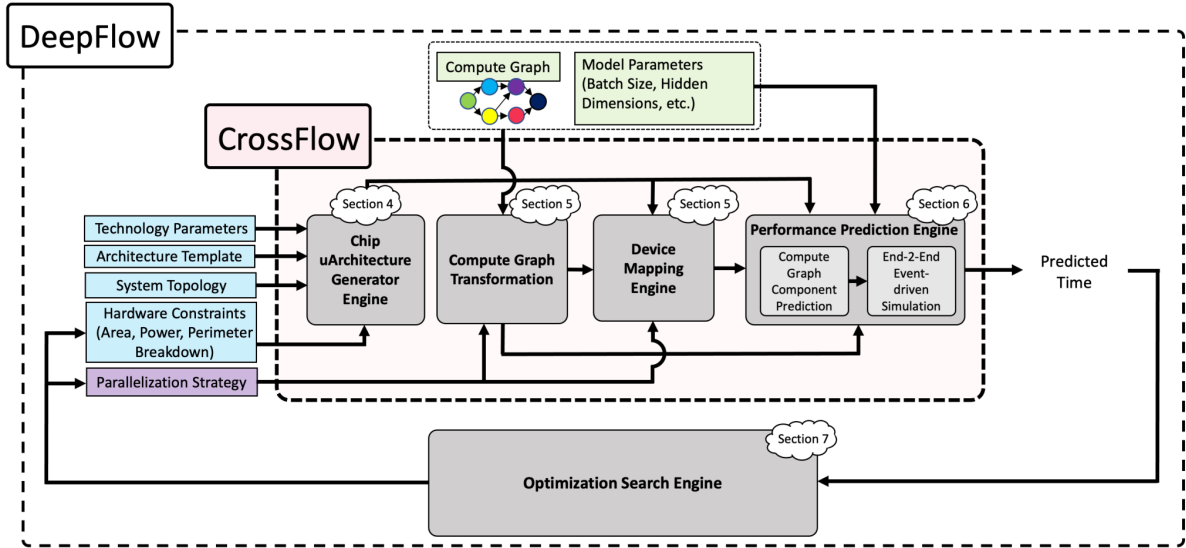 DeepFlow
Compute Graph
Model Parameters
(Batch Size, Hidden
Dimensions, etc.)
CrossFlow
Section 4
Section 5
Section 5
Section 6
Technology Parameters
Architecture Template
System Topology
Hardware Constraints
(Area, Power, Perimeter
Breakdown)
Parallelization Strategy
Chip
uArchitecture
Generator
Engine
Compute Graph
Transformation
Device
Mapping
Engine
Performance Prediction Engine
Compute
Graph
Component
Prediction
End-2-End
Event-
driven
Simulation
Predicted
Time
Section 7
Optimization Search Engine